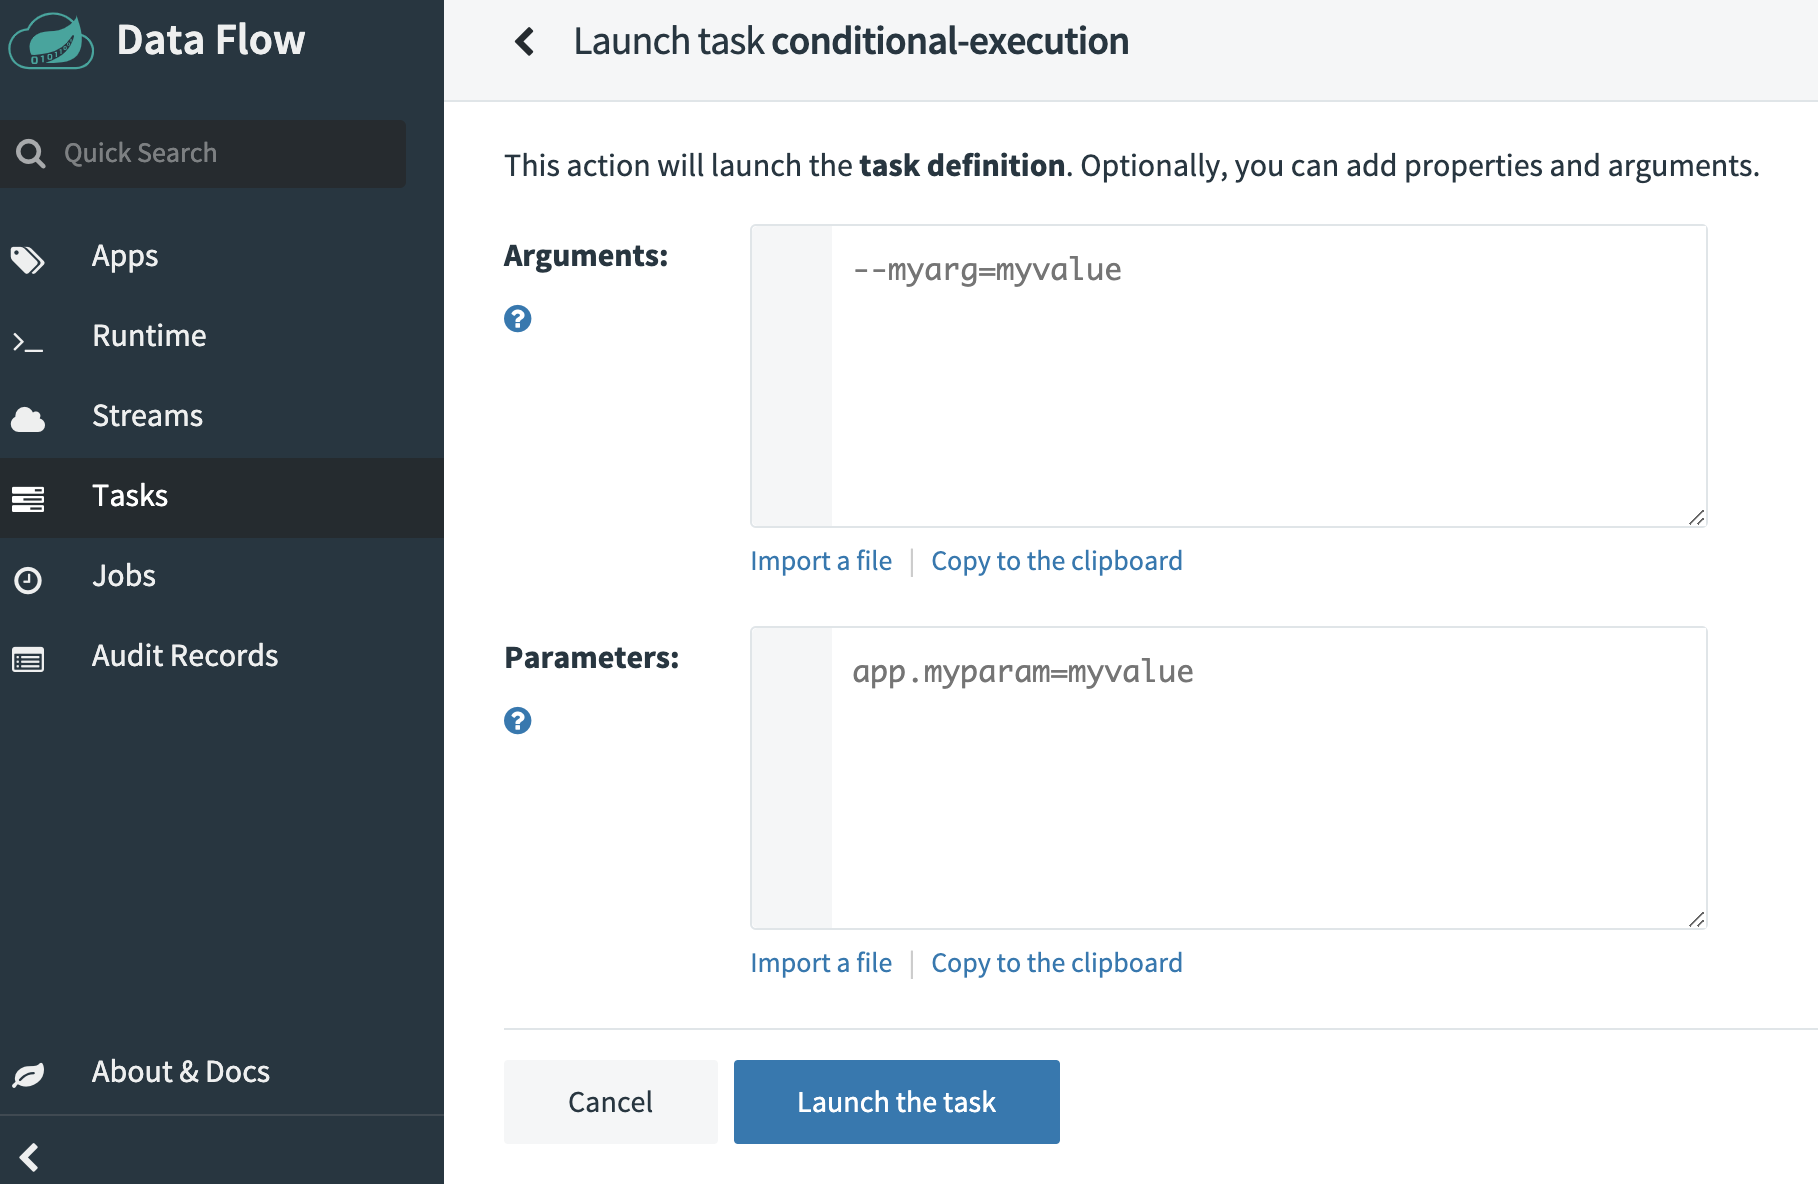 Data Flow
Quick Search
Apps
Runtime
Streams
Tasks
Jobs
Audit Records
About & Docs
Launch task conditional-execution
This action will launch the task definition. Optionally, you can add properties and arguments.
Arguments:
--myarg=myvalue
Import a file | Copy to the clipboard
Parameters:
app.myparam=myvalue
Import a file | Copy to the clipboard
Cancel
Launch the task